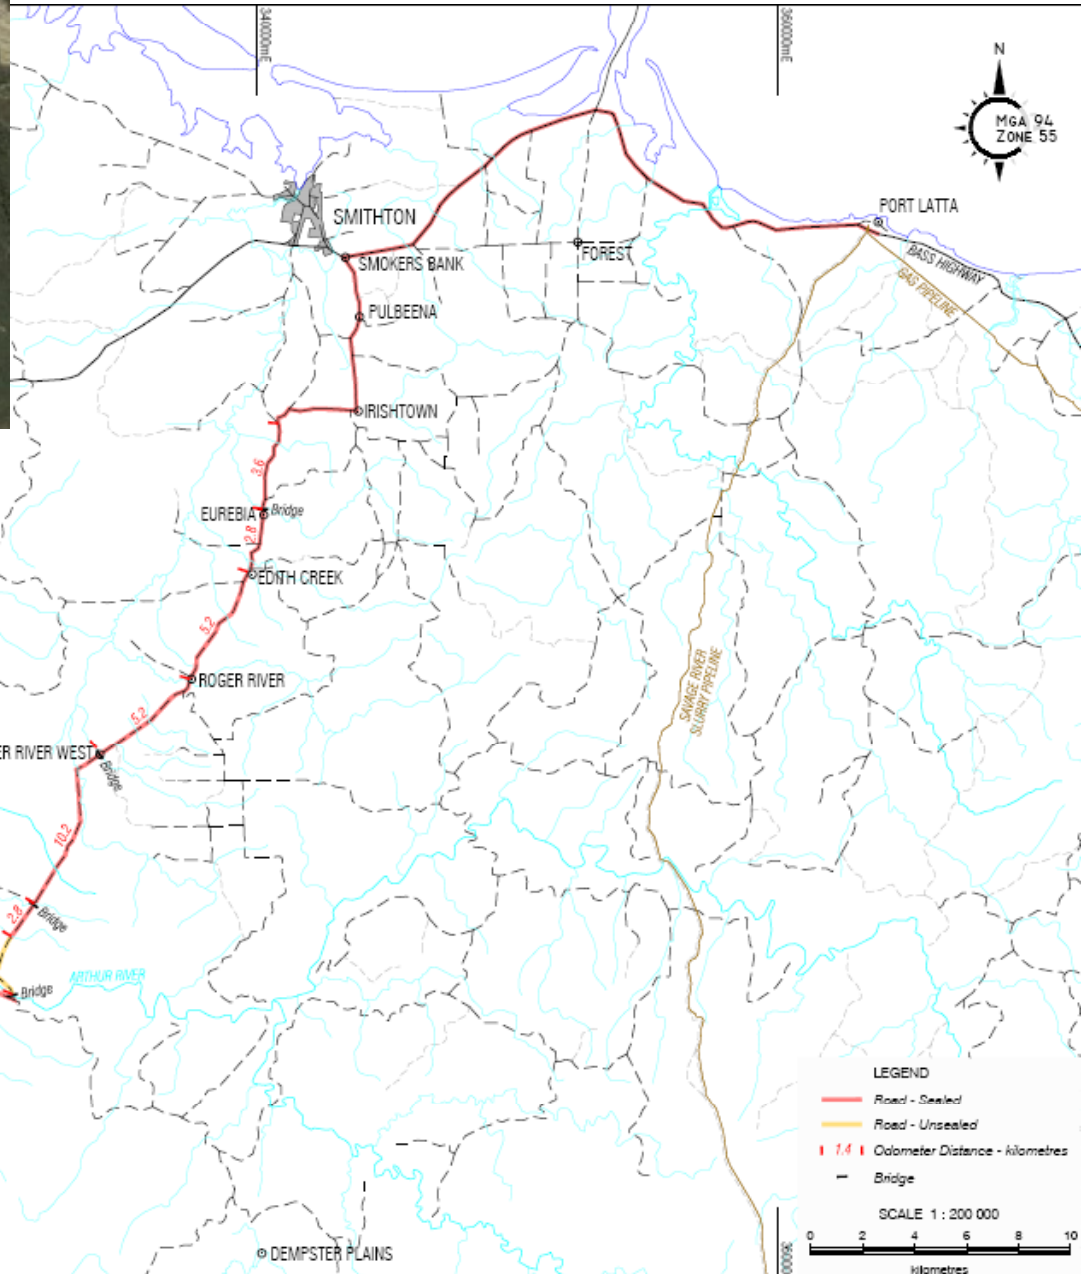 340000mE
360000mE
N
MGA 94
ZONE 55
PORT LATTA
SMITHTON
BASS HIGHWAY
FOREST
SMOKERS BANK
GAS PIPELINE
PULBEENA
IRISHTOWN
3.6
EUREBIA
Bridge
2.8
EDITH CREEK
5.2
SAVAGE RIVER
SLURRY PIPELINE
ROGER RIVER
5.2
ER RIVER WEST
Bridge
10.2
2.8
Bridge
ARTHUR RIVER
Bridge
LEGEND
Road - Sealed
Road - Unsealed
1.4 Odometer Distance - kilometres
Bridge
SCALE 1 : 200 000
0 2 4 6 8 10
kilometres
DEMPSTER PLAINS